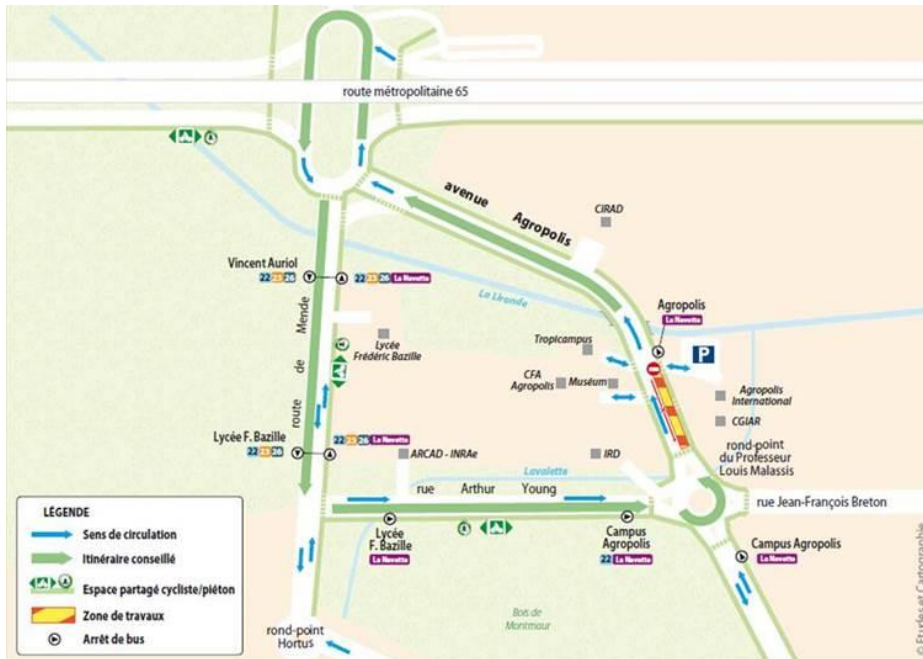 route métropolitaine 65
avenue Agropolis
CIRAD
Vincent Auriol
22 23 26
22 23 26 La Navette
La Lironde
Agropolis
La Navette
P
route de Mende
Lycée
Frédéric Bazille
Tropicampus
CFA
Agropolis
Muséum
Agropolis
International
CGIAR
Lycée F. Bazille
22 23 26
22 23 26 La Navette
ARCAD - INRAe
IRD
Lavalette
rond-point
du Professeur
Louis Malassis
rue Arthur Young
rue Jean-François Breton
Lycée
F. Bazille
La Navette
Campus
Agropolis
22 La Navette
Campus Agropolis
La Navette
Bois de
Montmaur
rond-point
Hortus
LÉGENDE
Sens de circulation
Itinéraire conseillé
Espace partagé cycliste/piéton
Zone de travaux
Arrêt de bus
© Etudes et Cartographie